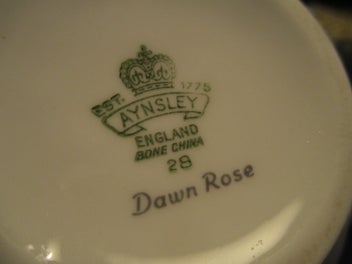 EST. 1775
AYNSLEY
ENGLAND
BONE CHINA
28
Dawn Rose